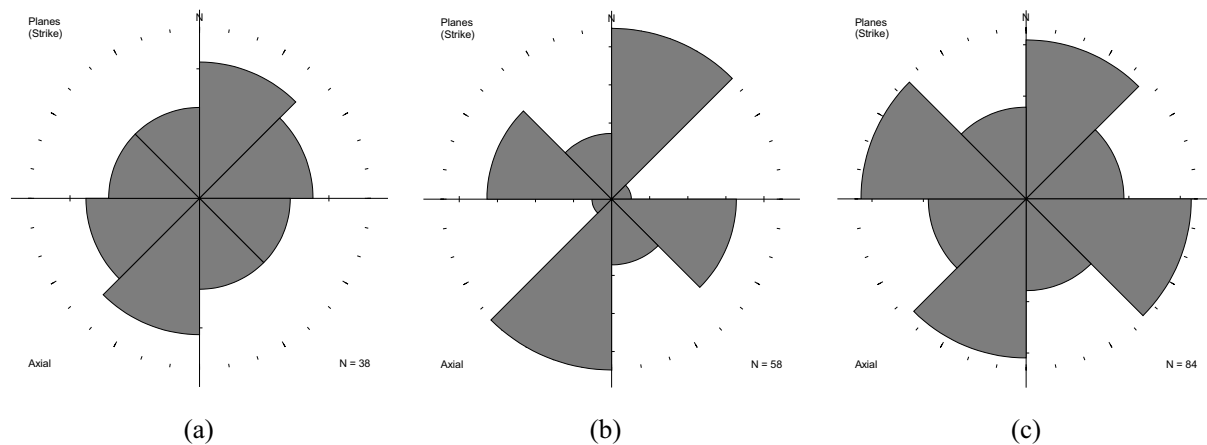 Planes
(Strike)
N
Axial
N = 38
(a)
Planes
(Strike)
N
Axial
N = 58
(b)
Planes
(Strike)
N
Axial
N = 84
(c)